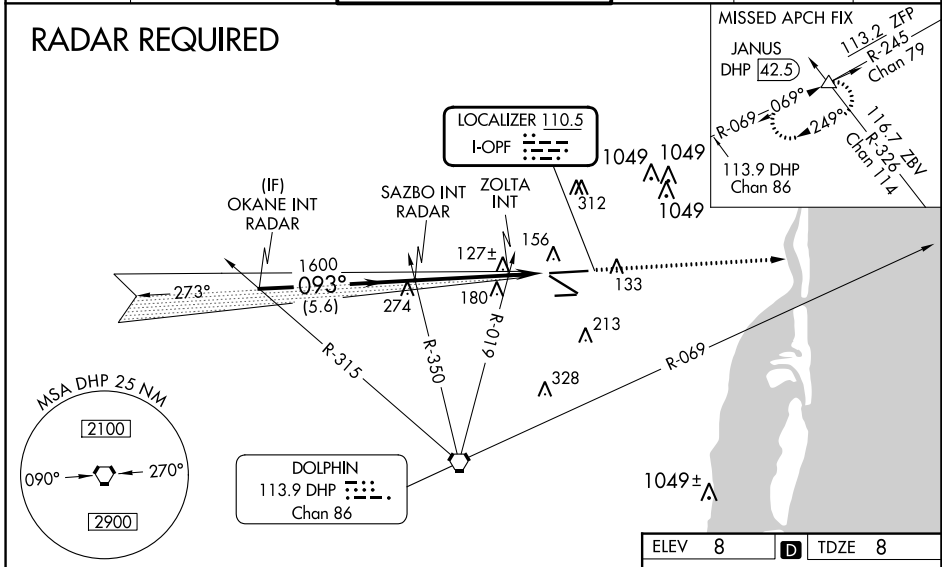 RADAR REQUIRED
MISSED APCH FIX
JANUS
DHP 42.5
113.2 ZFP
R-245
Chan 79
R-069
069°
249°
116.7 ZBV
R-326
Chan 114
113.9 DHP
Chan 86
LOCALIZER 110.5
I-OPF
1049
1049
1049
312
(IF)
OKANE INT
RADAR
SAZBO INT
RADAR
ZOLTA
INT
127±
156
1600
093°
(5.6)
273°
274
180
133
213
328
R-315
R-350
R-019
R-069
MSA DHP 25 NM
2100
090°
270°
2900
DOLPHIN
113.9 DHP
Chan 86
1049±
ELEV 8
D
TDZE 8